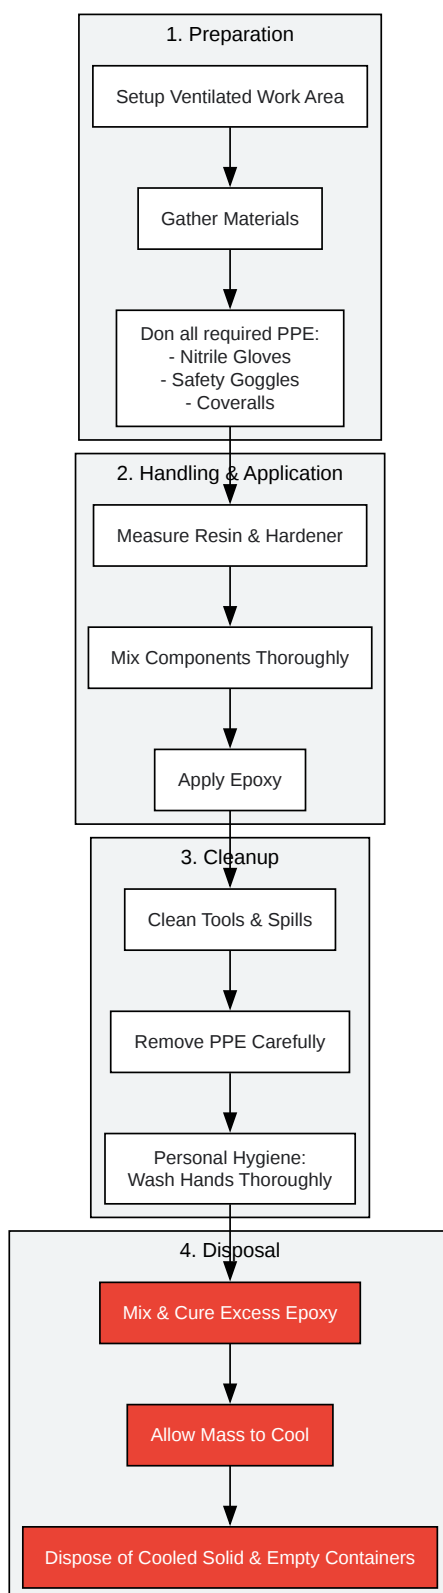 1. Preparation
Setup Ventilated Work Area
Gather Materials
Don all required PPE:
- Nitrile Gloves
- Safety Goggles
- Coveralls
2. Handling & Application
Measure Resin & Hardener
Mix Components Thoroughly
Apply Epoxy
3. Cleanup
Clean Tools & Spills
Remove PPE Carefully
Personal Hygiene:
Wash Hands Thoroughly
4. Disposal
Mix & Cure Excess Epoxy
Allow Mass to Cool
Dispose of Cooled Solid & Empty Containers